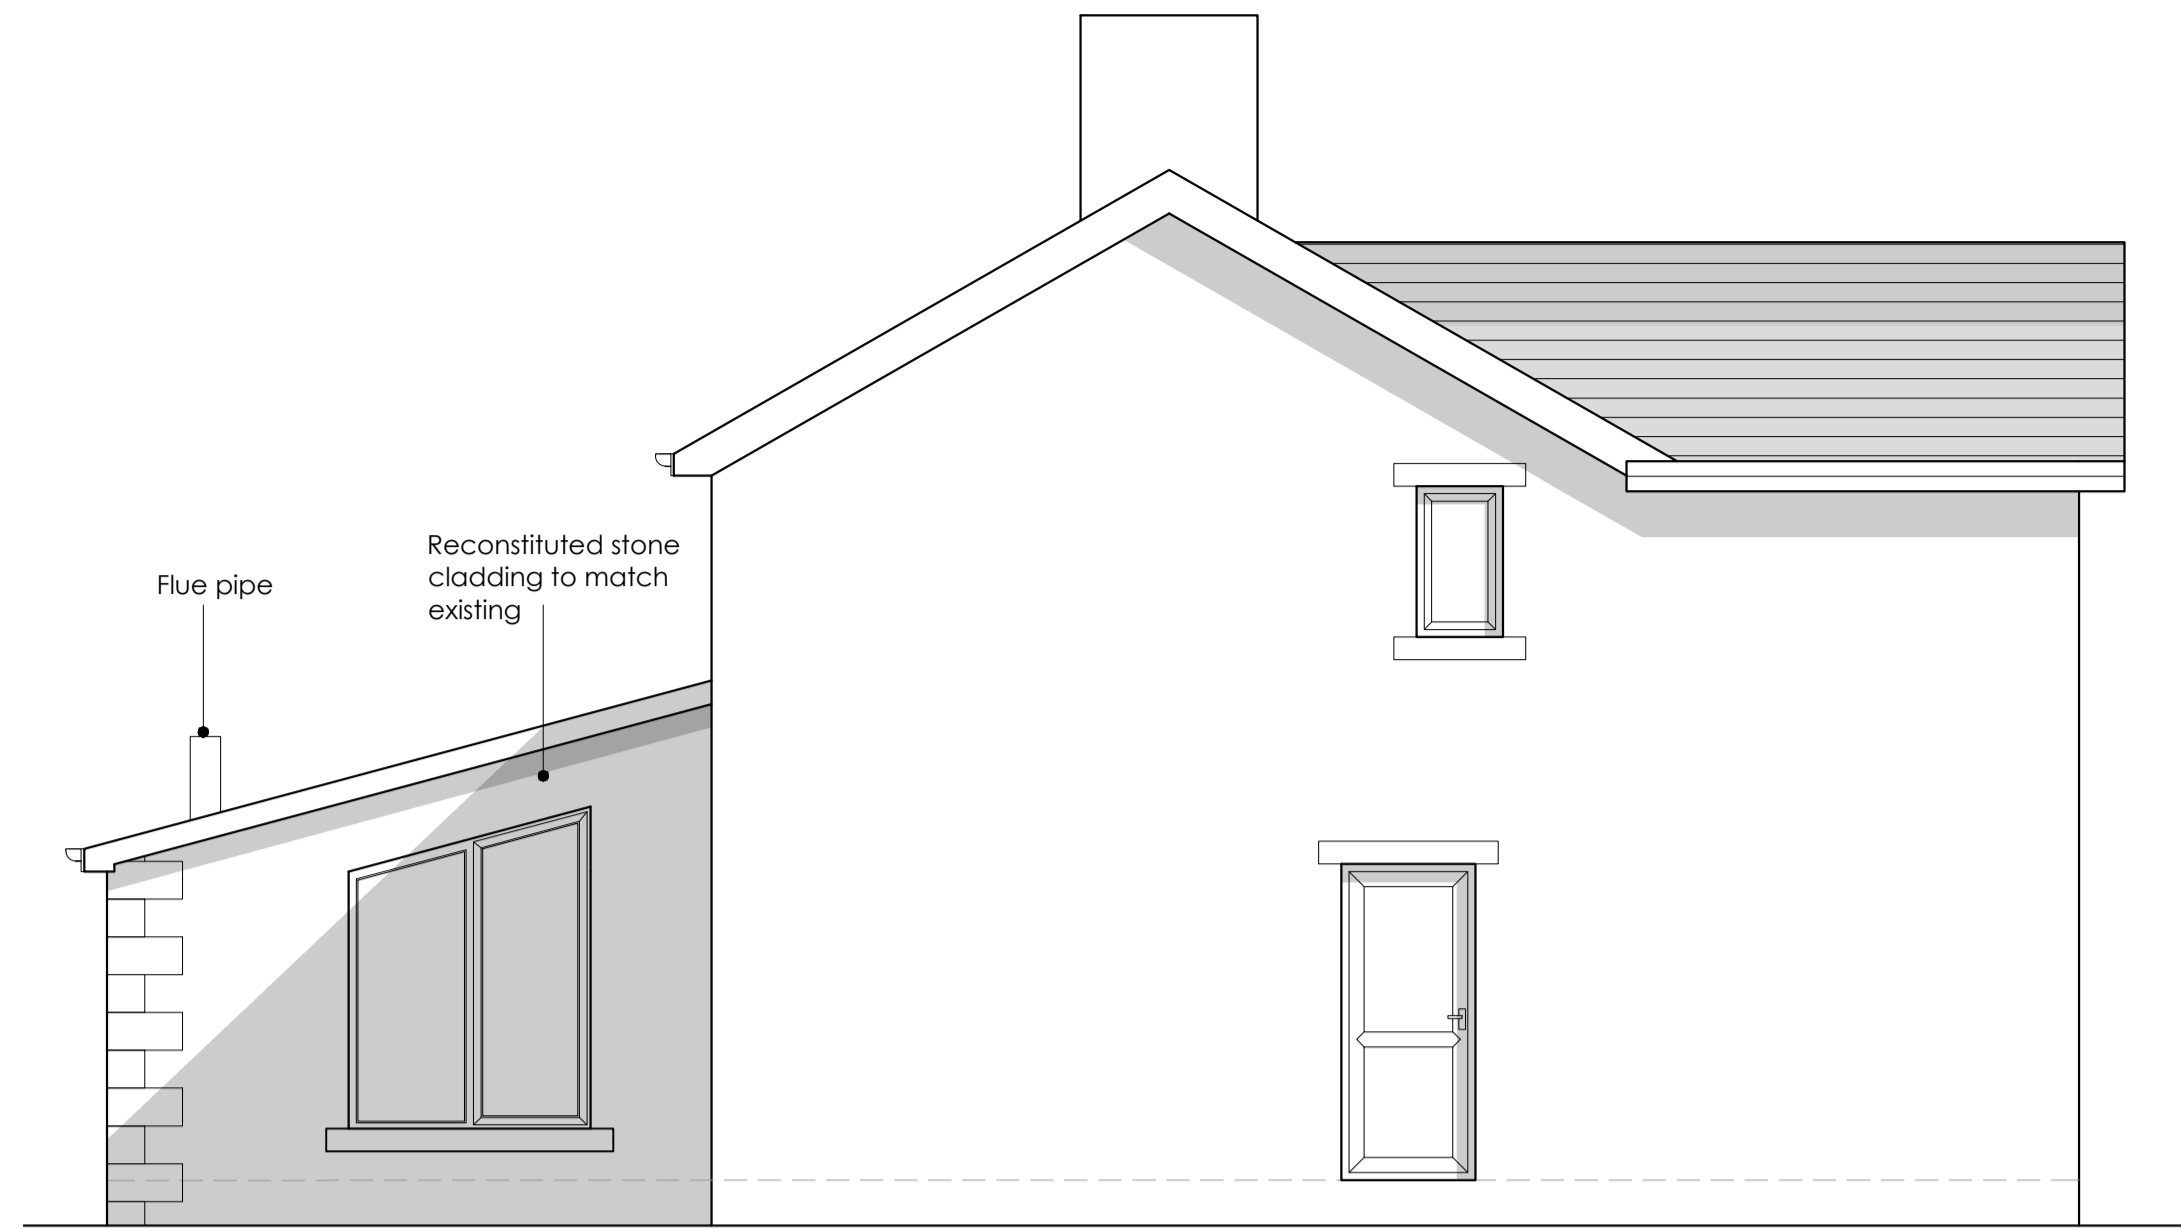 Reconstituted stone
cladding to match
existing
Flue pipe